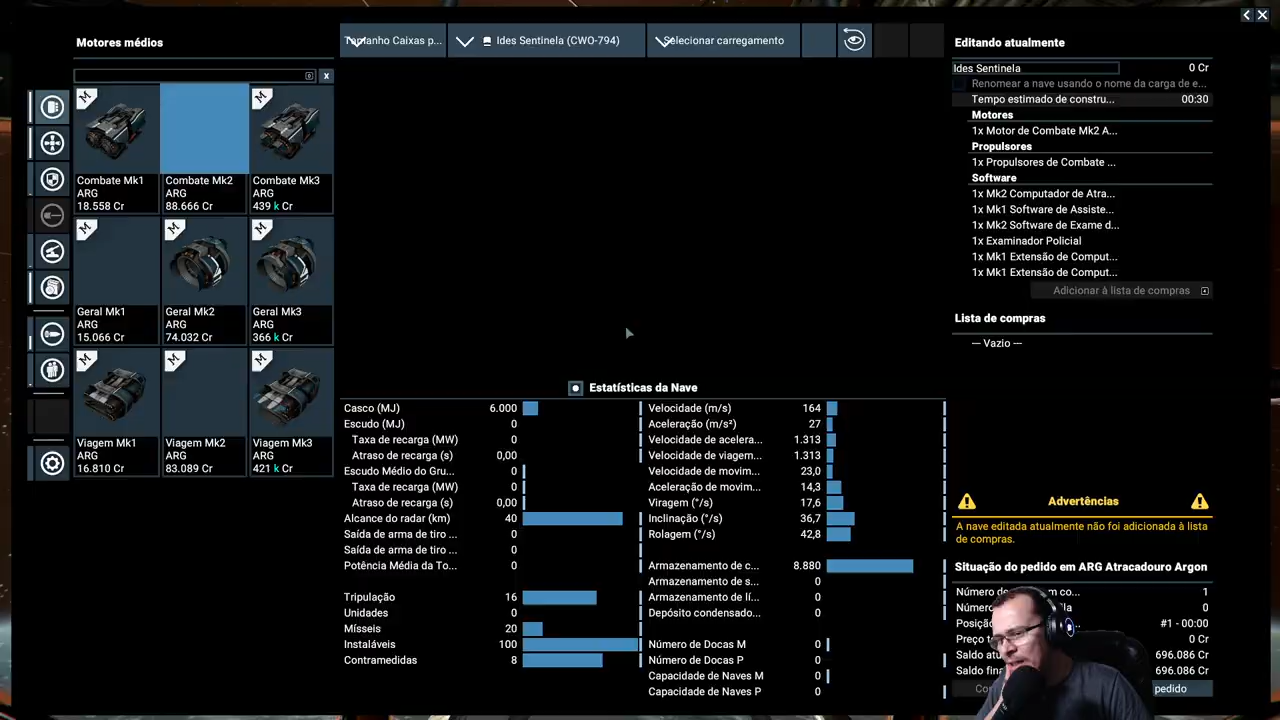 Motores médios
x
Combate Mk1
ARG
18.558 Cr
Combate Mk2
ARG
88.666 Cr
Combate Mk3
ARG
439 k Cr
Geral Mk1
ARG
15.066 Cr
Geral Mk2
ARG
74.032 Cr
Geral Mk3
ARG
366 k Cr
Viagem Mk1
ARG
16.810 Cr
Viagem Mk2
ARG
83.089 Cr
Viagem Mk3
ARG
421 k Cr
Tamanho Caixas p...
Ides Sentinela (CWO-794)
Selecionar carregamento
Estatísticas da Nave
Casco (MJ) 6.000
Escudo (MJ) 0
Taxa de recarga (MW) 0
Atraso de recarga (s) 0,00
Escudo Médio do Gru... 0
Taxa de recarga (MW) 0
Atraso de recarga (s) 0,00
Alcance do radar (km) 40
Saída de arma de tiro ... 0
Saída de arma de tiro ... 0
Potência Média da To... 0
Tripulação 16
Unidades 0
Mísseis 20
Instaláveis 100
Contramedidas 8
Velocidade (m/s) 164
Aceleração (m/s²) 27
Velocidade de acelera... 1.313
Velocidade de viagem... 1.313
Velocidade de movim... 23,0
Aceleração de movim... 14,3
Viragem (°/s) 17,6
Inclinação (°/s) 36,7
Rolagem (°/s) 42,8
Armazenamento de c... 8.880
Armazenamento de s... 0
Armazenamento de lí... 0
Depósito condensado... 0
Número de Docas M 0
Número de Docas P 0
Capacidade de Naves M 0
Capacidade de Naves P 0
Editando atualmente
Ides Sentinela 0 Cr
Renomear a nave usando o nome da carga de e...
Tempo estimado de constru... 00:30
Motores
1x Motor de Combate Mk2 A...
Propulsores
1x Propulsores de Combate ...
Software
1x Mk2 Computador de Atra...
1x Mk1 Software de Assiste...
1x Mk2 Software de Exame d...
1x Examinador Policial
1x Mk1 Extensão de Comput...
1x Mk1 Extensão de Comput...
Adicionar à lista de compras
Lista de compras
--- Vazio ---
Advertências
A nave editada atualmente não foi adicionada à lista
de compras.
Situação do pedido em ARG Atracadouro Argon
Número de 1
Número 0
#1 - 00:00
0 Cr
696.086 Cr
696.086 Cr
pedido